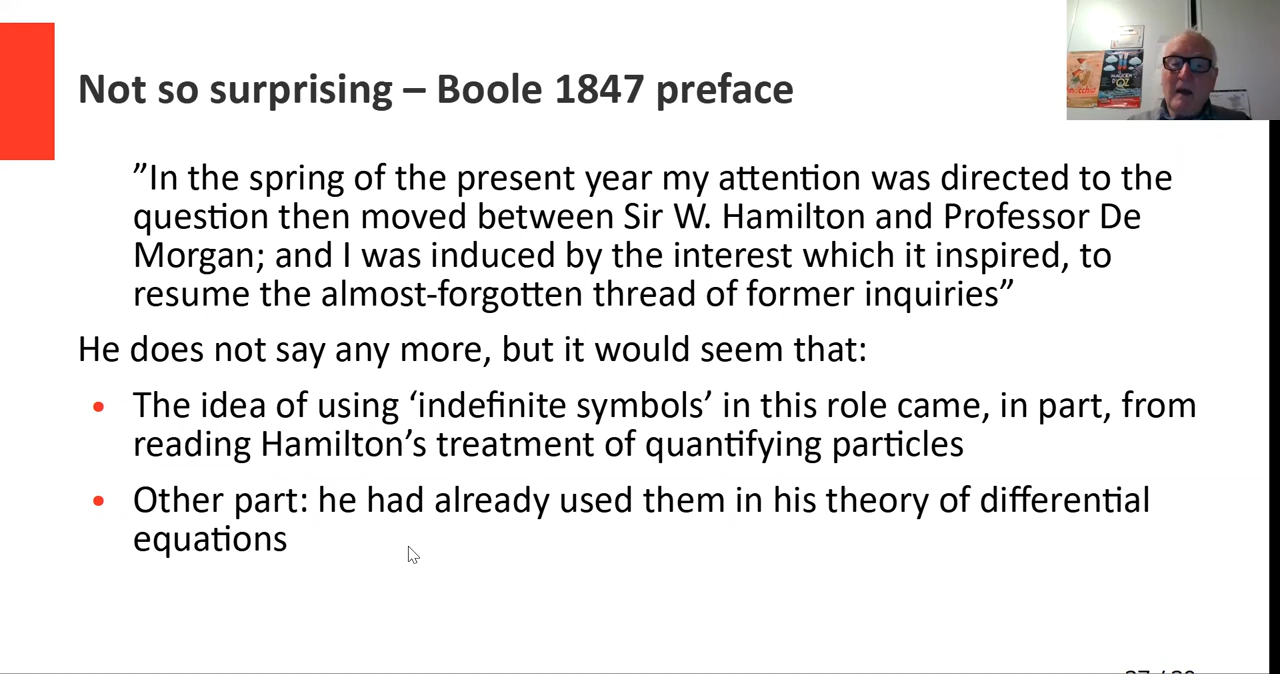 Not so surprising – Boole 1847 preface
”In the spring of the present year my attention was directed to the
question then moved between Sir W. Hamilton and Professor De
Morgan; and I was induced by the interest which it inspired, to
resume the almost-forgotten thread of former inquiries”
He does not say any more, but it would seem that:
• The idea of using ‘indefinite symbols’ in this role came, in part, from
reading Hamilton’s treatment of quantifying particles
• Other part: he had already used them in his theory of differential
equations